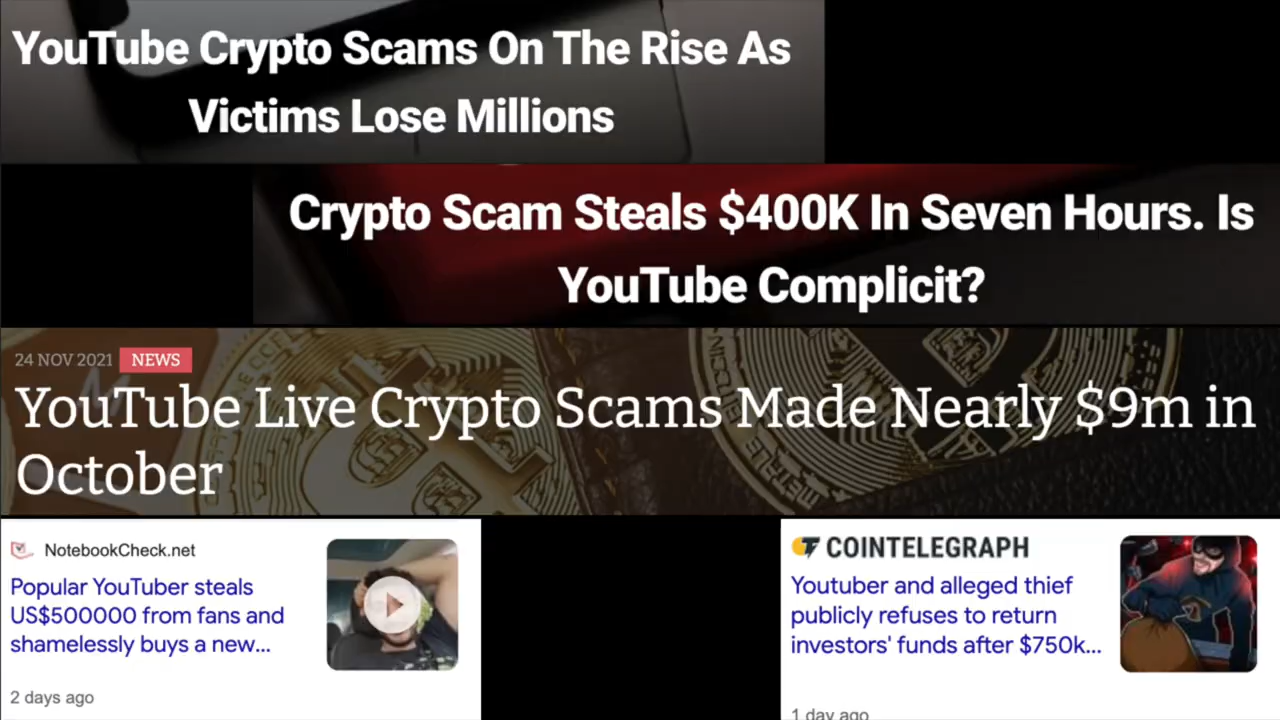 YouTube Crypto Scams On The Rise As
Victims Lose Millions
Crypto Scam Steals $400K In Seven Hours. Is
YouTube Complicit?
24 NOV 2021 NEWS
YouTube Live Crypto Scams Made Nearly $9m in
October
NotebookCheck.net
Popular YouTuber steals
US$500000 from fans and
shamelessly buys a new...
2 days ago
COINTELEGRAPH
Youtuber and alleged thief
publicly refuses to return
investors' funds after $750k...
1 day ago